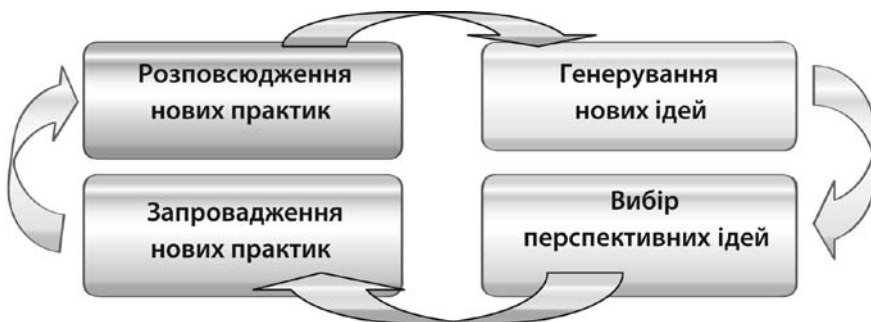 Розповсюдження
нових практик
Генерування
нових ідей
Запровадження
нових практик
Вибір
перспективних ідей